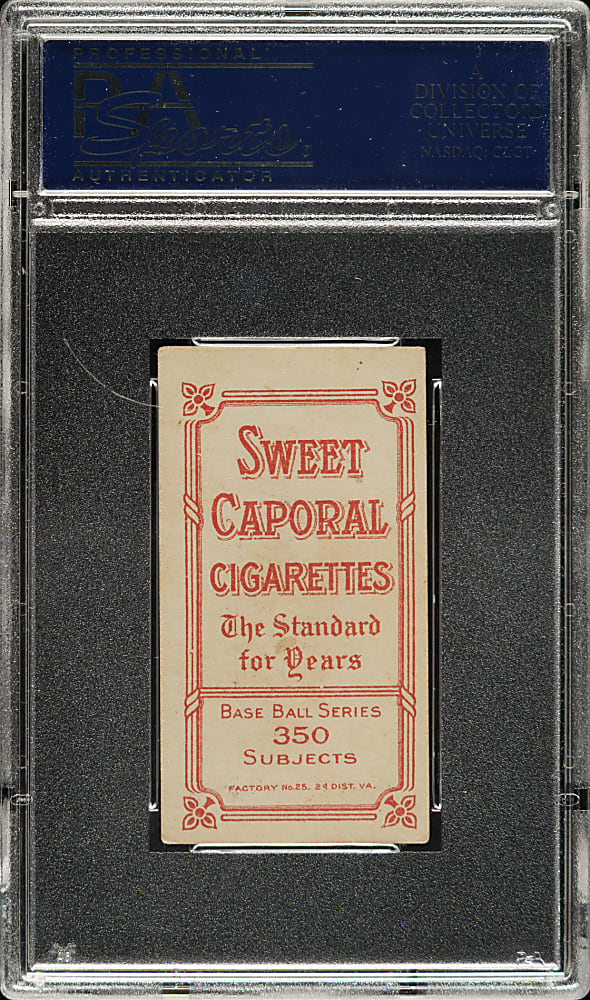 PROFESSIONAL
PSA
Sports
AUTHENTICATOR
A
DIVISION OF
COLLECTORS
UNIVERSE
NASDAQ: CLCT
SWEET
CAPORAL
CIGARETTES
The Standard
for Years
BASE BALL SERIES
350
SUBJECTS
FACTORY No. 25, 2d DIST. VA.
PSA